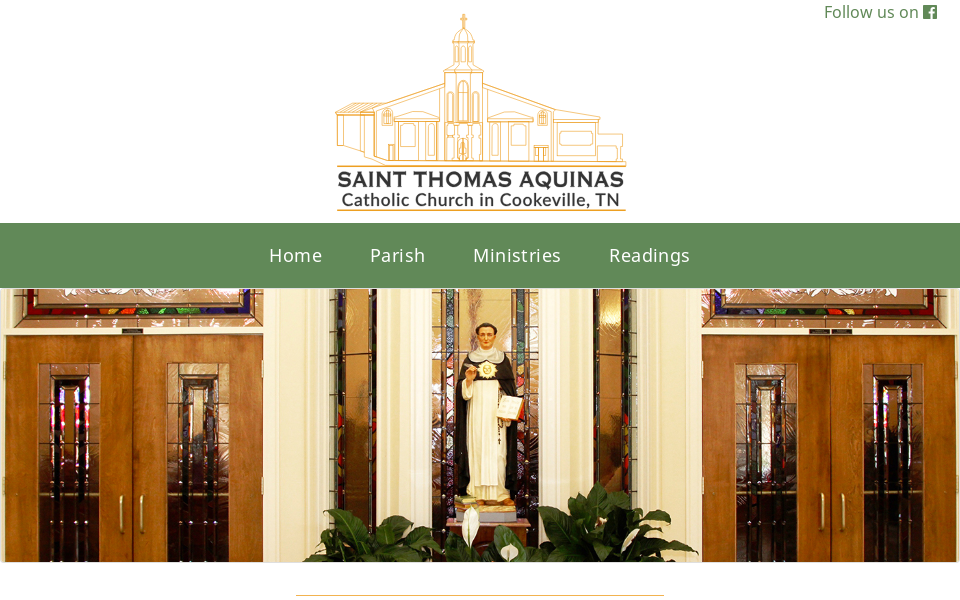 Follow us on
SAINT THOMAS AQUINAS
Catholic Church in Cookeville, TN
Home Parish Ministries Readings